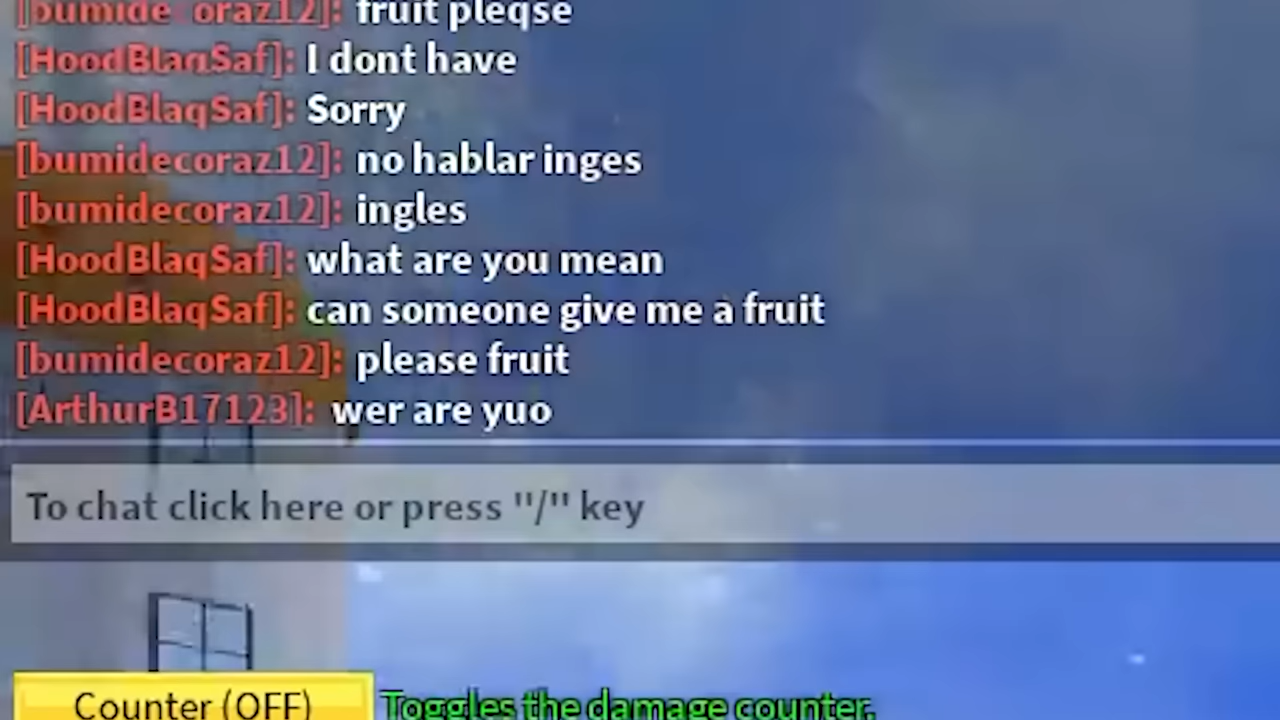 [bumidecoraz12]: fruit pleqse
[HoodBlaqSaf]: I dont have
[HoodBlaqSaf]: Sorry
[bumidecoraz12]: no hablar inges
[bumidecoraz12]: ingles
[HoodBlaqSaf]: what are you mean
[HoodBlaqSaf]: can someone give me a fruit
[bumidecoraz12]: please fruit
[ArthurB17123]: wer are yuo
To chat click here or press "/" key
Counter (OFF) Toggles the damage counter.